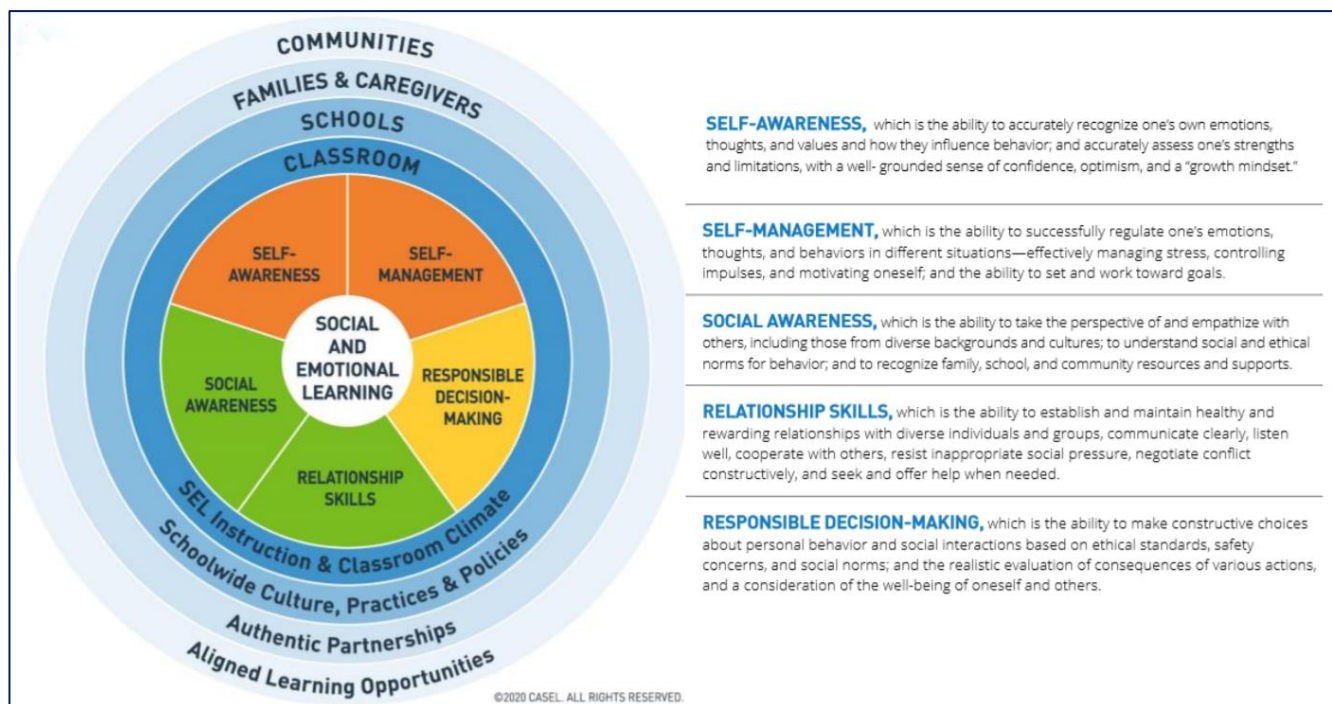 COMMUNITIES
FAMILIES & CAREGIVERS
SCHOOLS
CLASSROOM
SELF-
AWARENESS
SELF-
MANAGEMENT
SOCIAL
AND
EMOTIONAL
LEARNING
SOCIAL
AWARENESS
RESPONSIBLE
DECISION-
MAKING
RELATIONSHIP
SKILLS
SEL Instruction & Classroom Climate
Schoolwide Culture, Practices & Policies
Authentic Partnerships
Aligned Learning Opportunities
©2020 CASEL. ALL RIGHTS RESERVED.
SELF-AWARENESS, which is the ability to accurately recognize one's own emotions,
thoughts, and values and how they influence behavior; and accurately assess one's strengths
and limitations, with a well- grounded sense of confidence, optimism, and a "growth mindset."
SELF-MANAGEMENT, which is the ability to successfully regulate one's emotions,
thoughts, and behaviors in different situations—effectively managing stress, controlling
impulses, and motivating oneself; and the ability to set and work toward goals.
SOCIAL AWARENESS, which is the ability to take the perspective of and empathize with
others, including those from diverse backgrounds and cultures; to understand social and ethical
norms for behavior; and to recognize family, school, and community resources and supports.
RELATIONSHIP SKILLS, which is the ability to establish and maintain healthy and
rewarding relationships with diverse individuals and groups, communicate clearly, listen
well, cooperate with others, resist inappropriate social pressure, negotiate conflict
constructively, and seek and offer help when needed.
RESPONSIBLE DECISION-MAKING, which is the ability to make constructive choices
about personal behavior and social interactions based on ethical standards, safety
concerns, and social norms; and the realistic evaluation of consequences of various actions,
and a consideration of the well-being of oneself and others.